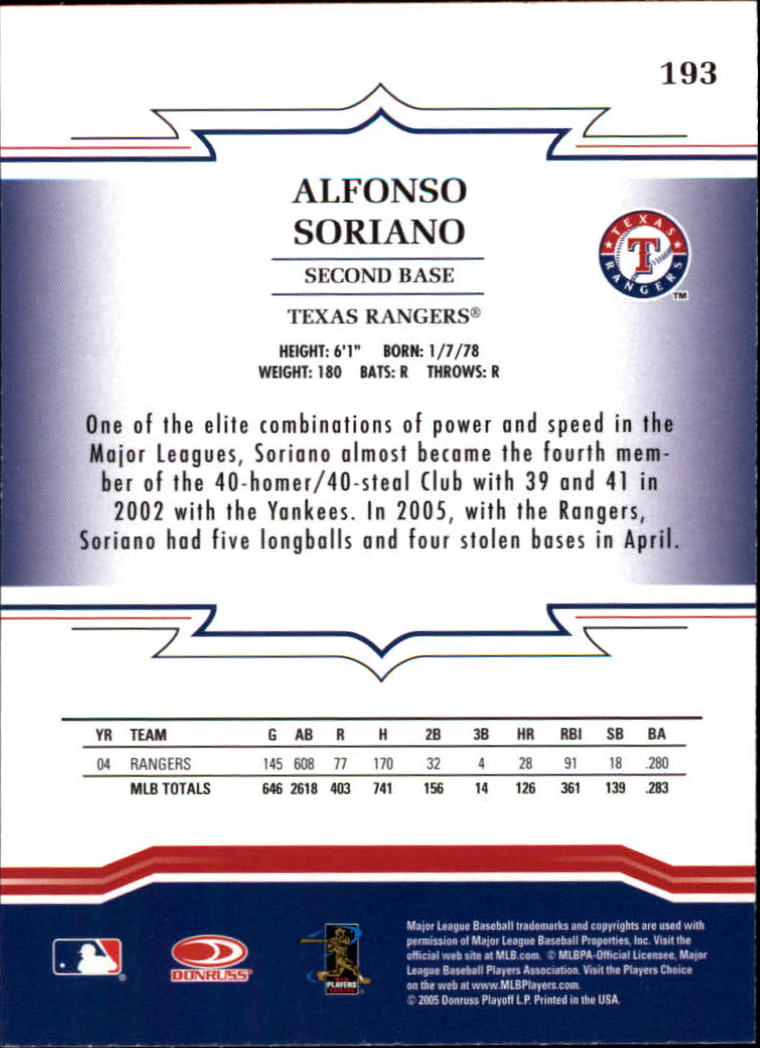 193
ALFONSO
SORIANO
SECOND BASE
TEXAS RANGERS®
TEXAS RANGERS
TM
HEIGHT: 6'1" BORN: 1/7/78
WEIGHT: 180 BATS: R THROWS: R
One of the elite combinations of power and speed in the
Major Leagues, Soriano almost became the fourth mem-
ber of the 40-homer/40-steal Club with 39 and 41 in
2002 with the Yankees. In 2005, with the Rangers,
Soriano had five longballs and four stolen bases in April.
YR TEAM G AB R H 2B 3B HR RBI SB BA
04 RANGERS 145 608 77 170 32 4 28 91 18 .280
MLB TOTALS 646 2618 403 741 156 14 126 361 139 .283
DONRUSS
PLAYERS
CHOICE
Major League Baseball trademarks and copyrights are used with
permission of Major League Baseball Properties, Inc. Visit the
official web site at MLB.com. © MLBPA-Official Licensee, Major
League Baseball Players Association. Visit the Players Choice
on the web at www.MLBPlayers.com.
© 2005 Donruss Playoff L.P. Printed in the USA.